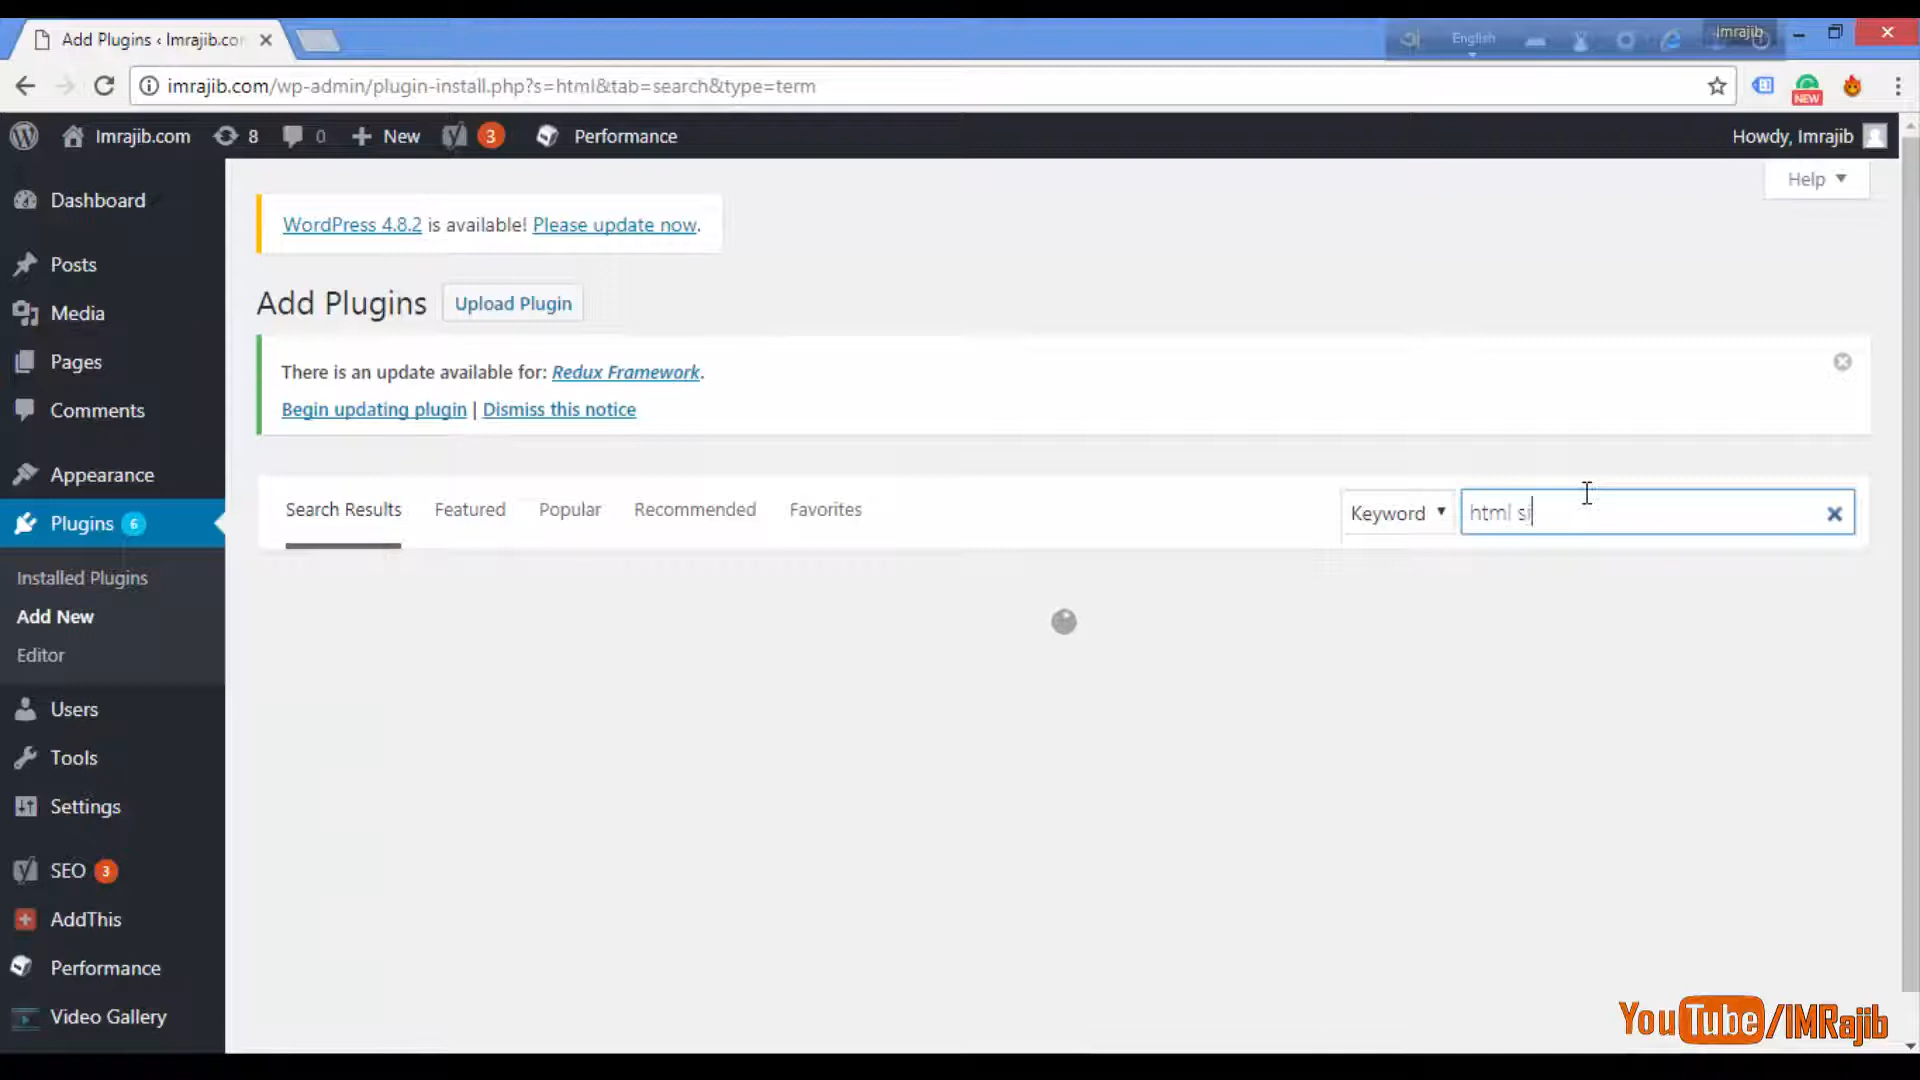 Add Plugins ‹ Imrajib.co
English
Imrajib
imrajib.com/wp-admin/plugin-install.php?s=html&tab=search&type=term
NEW
Imrajib.com
8
0
New
3
Performance
Howdy, Imrajib
Help
Dashboard
Posts
Media
Pages
Comments
Appearance
Plugins 6
Installed Plugins
Add New
Editor
Users
Tools
Settings
SEO 3
AddThis
Performance
Video Gallery
WordPress 4.8.2 is available! Please update now.
Add Plugins Upload Plugin
There is an update available for: Redux Framework.
Begin updating plugin | Dismiss this notice
Search Results Featured Popular Recommended Favorites
Keyword html si
YouTube/IMRajib